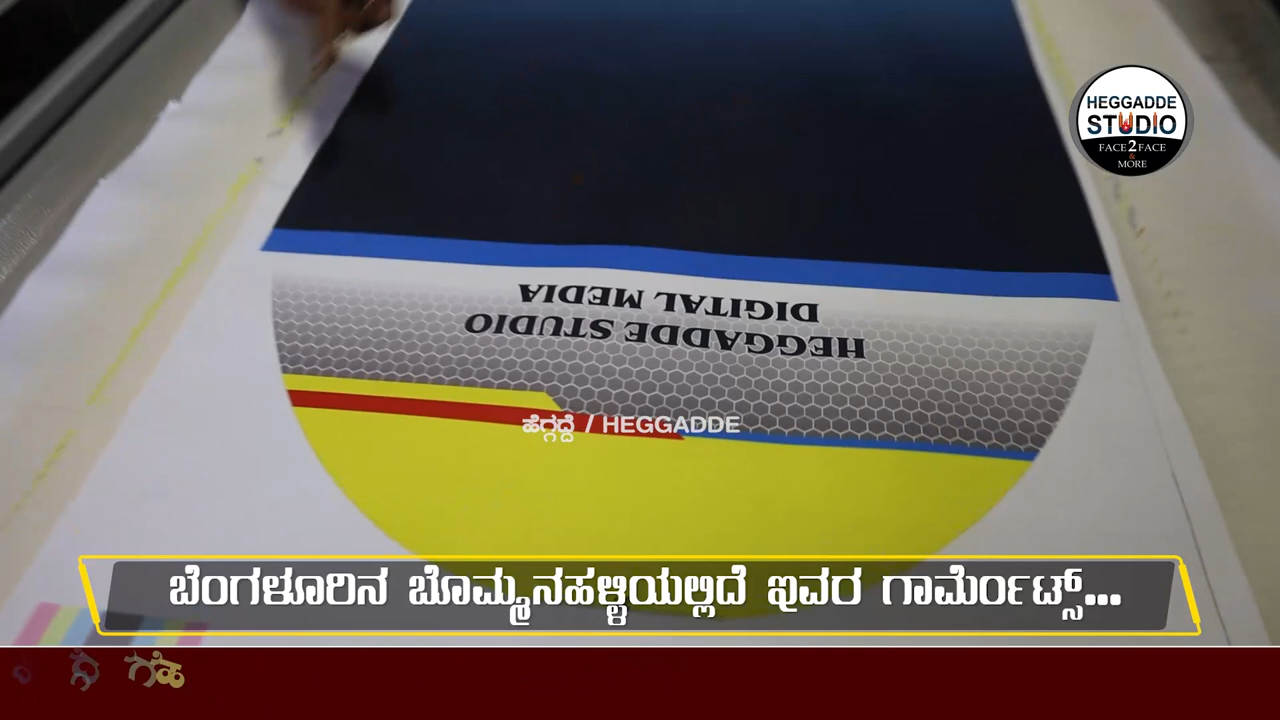 HEGGADDE
STUDIO
FACE2FACE
&
MORE
HEGGADDE STUDIO
DIGITAL MEDIA
ಹೆಗ್ಗದ್ದೆ / HEGGADDE
ಬೆಂಗಳೂರಿನ ಬೊಮ್ಮನಹಳ್ಳಿಯಲ್ಲಿದೆ ಇವರ ಗಾರ್ಮೆಂಟ್ಸ್...